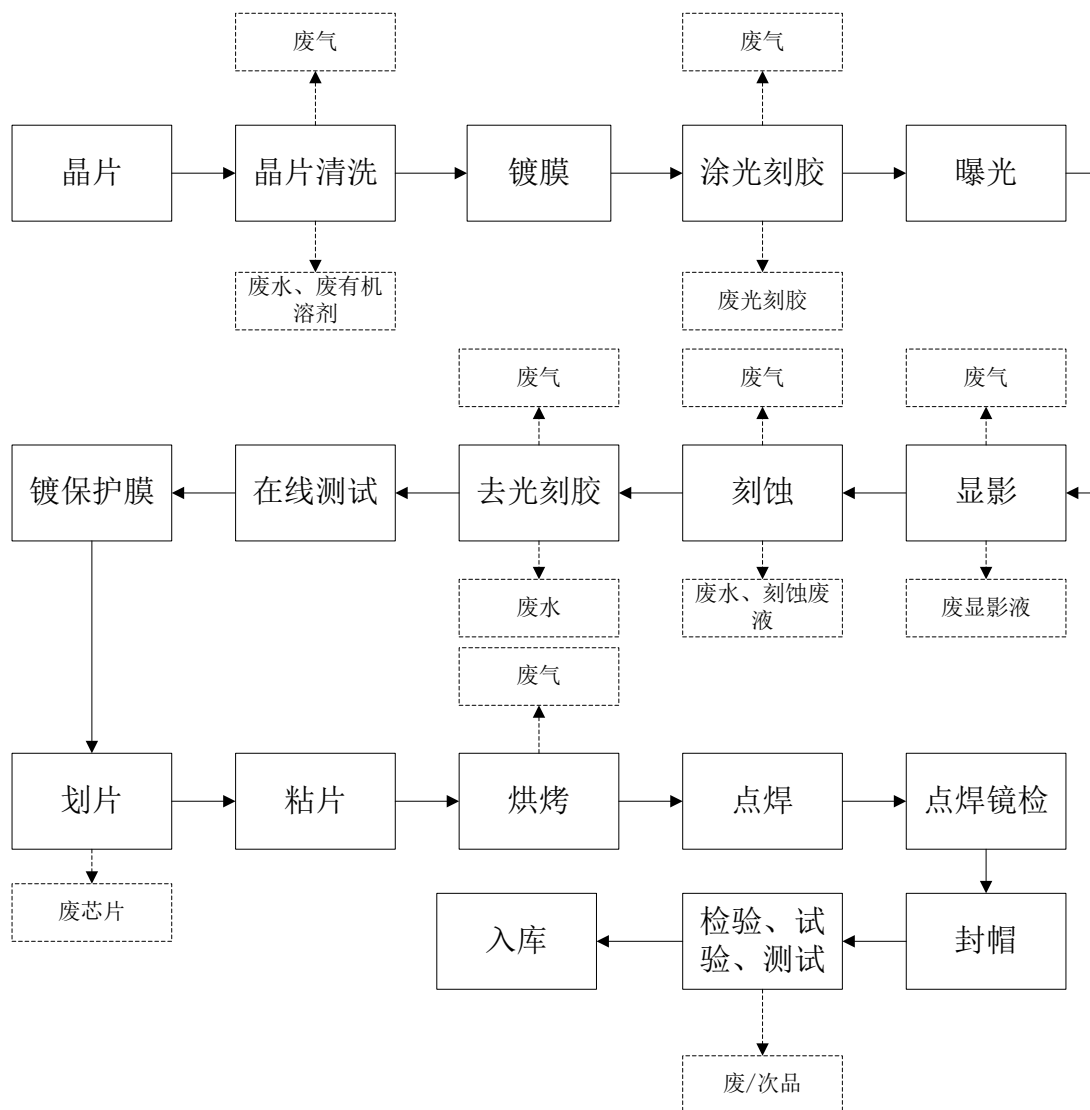 废气
废气
晶片
晶片清洗
镀膜
涂光刻胶
曝光
废水、废有机
溶剂
废光刻胶
废气
废气
废气
镀保护膜
在线测试
去光刻胶
刻蚀
显影
废水
废水、刻蚀废
液
废显影液
废气
划片
粘片
烘烤
点焊
点焊镜检
废芯片
入库
检验、试
验、测试
封帽
废/次品